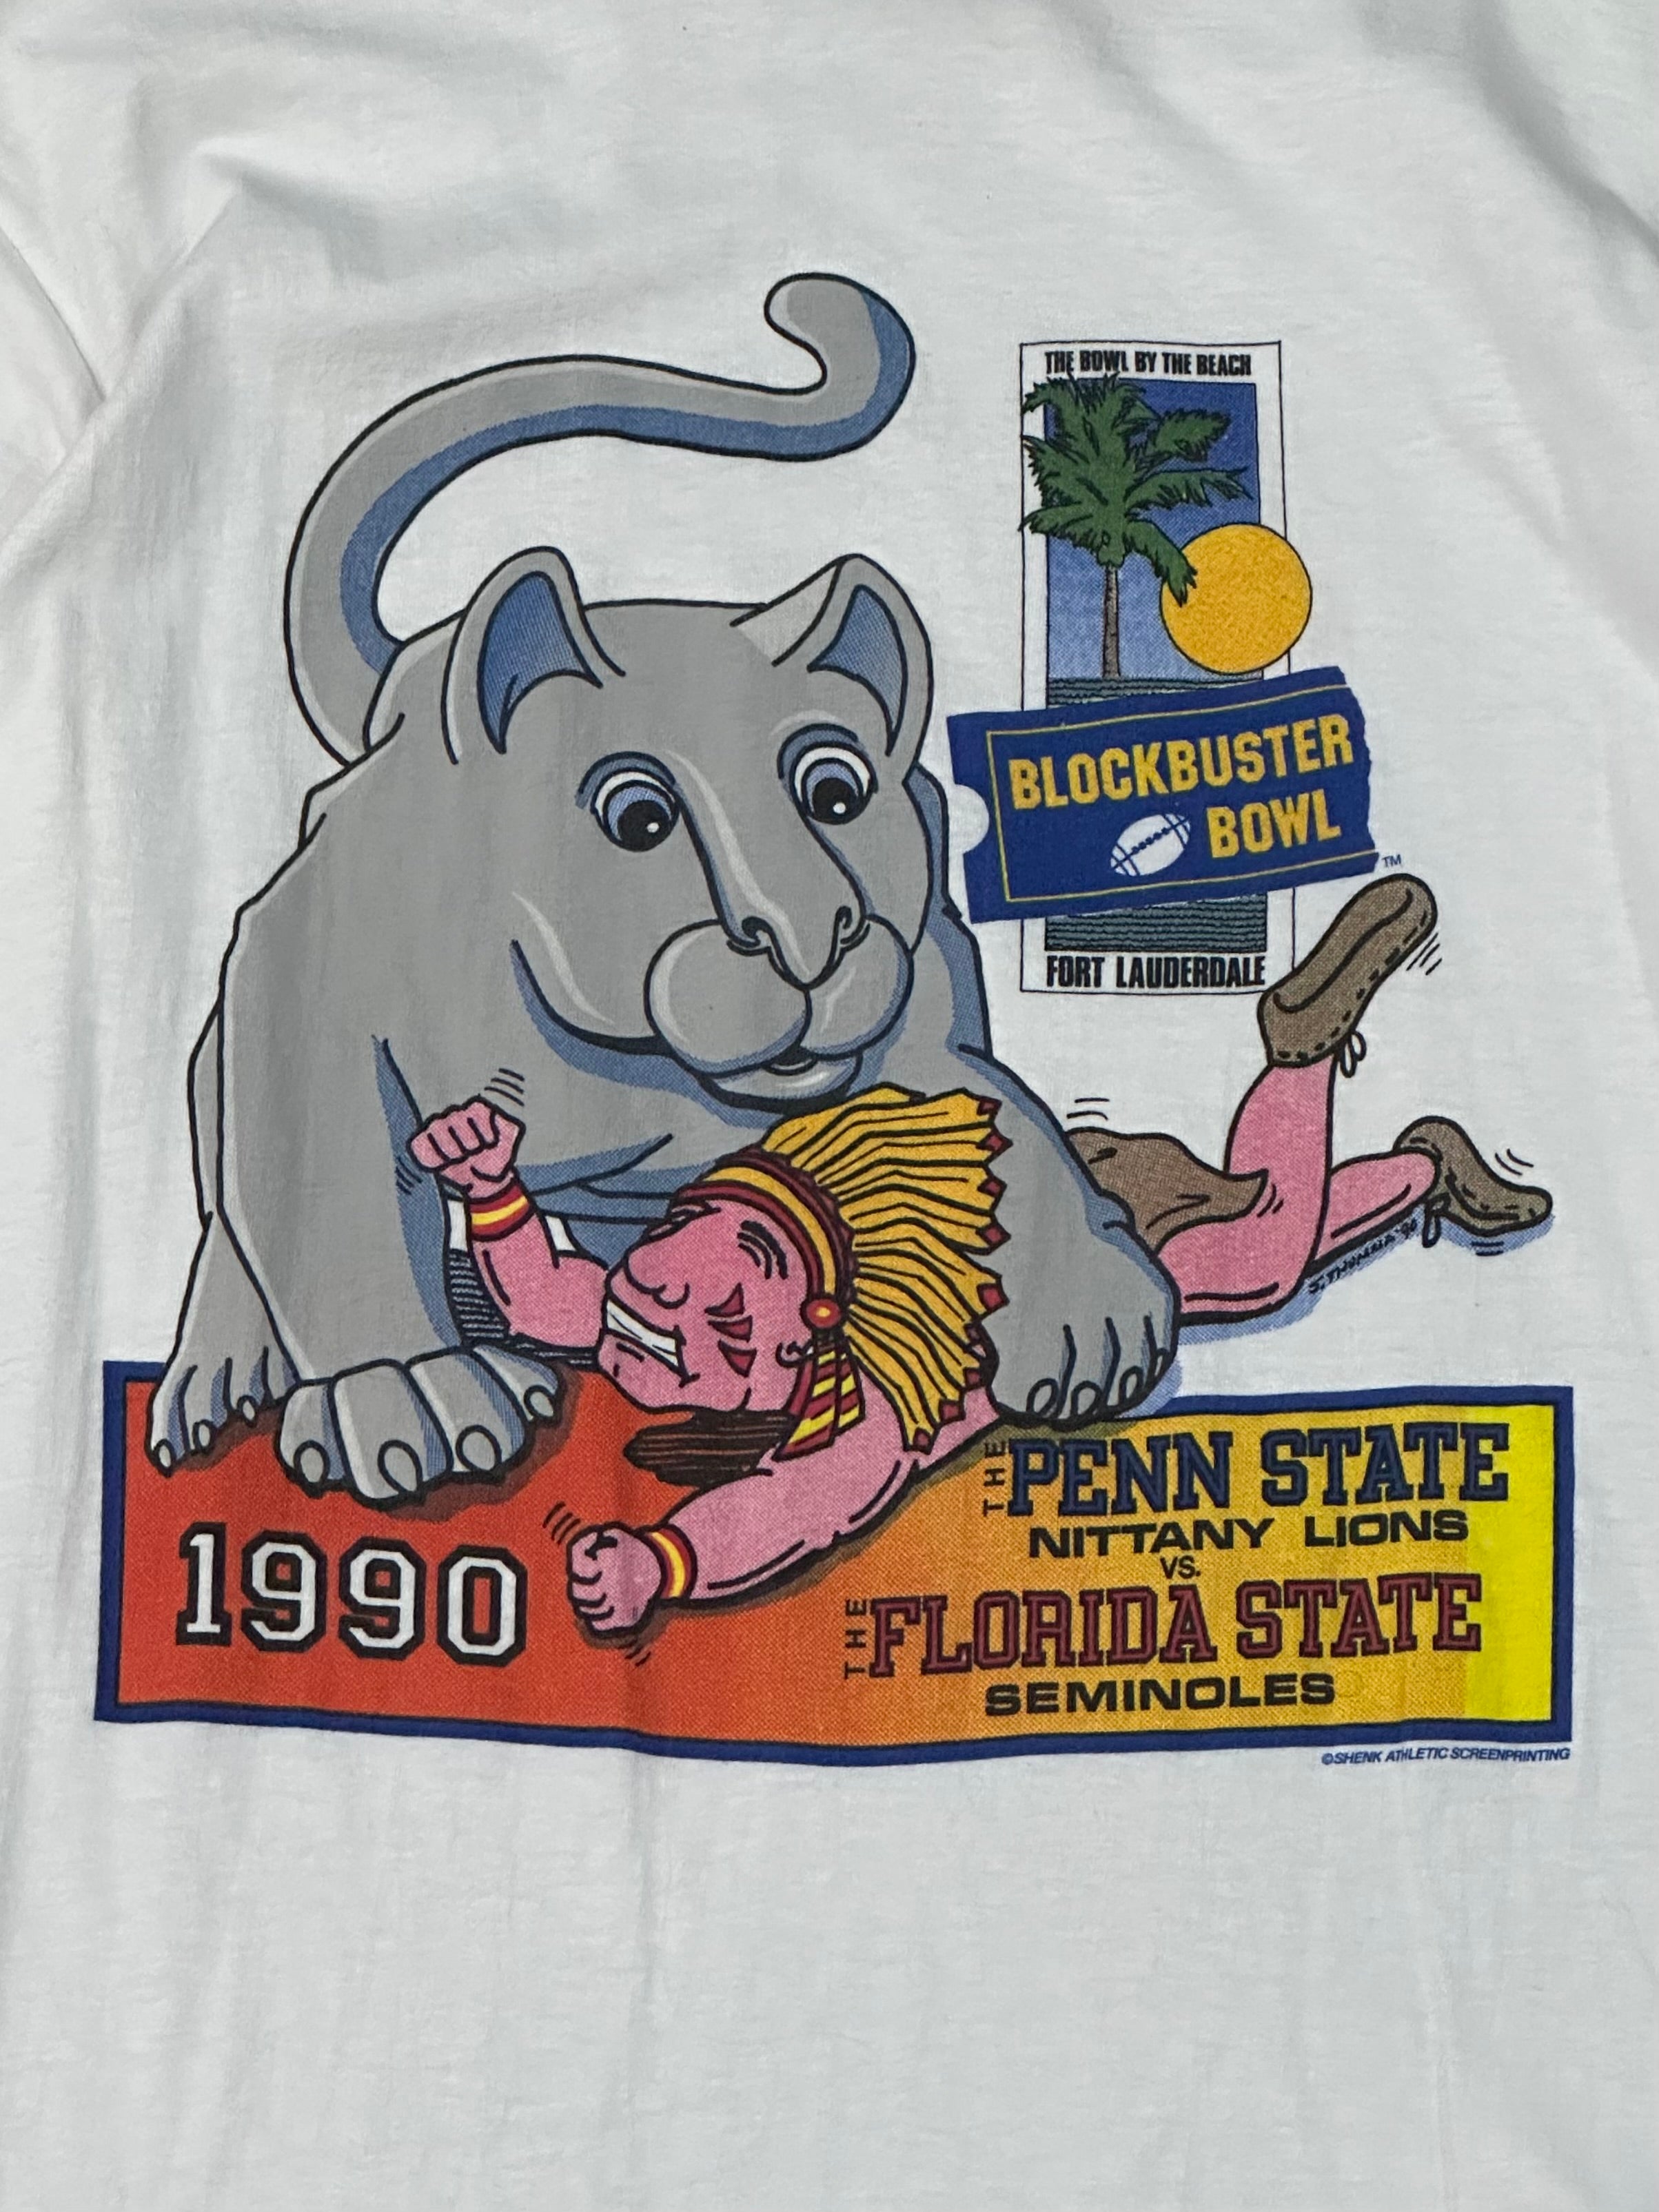 THE BOWL BY THE BEACH
BLOCKBUSTER
BOWL
TM
FORT LAUDERDALE
1990
THE PENN STATE
NITTANY LIONS
VS.
THE FLORIDA STATE
SEMINOLES
©SHENK ATHLETIC SCREENPRINTING